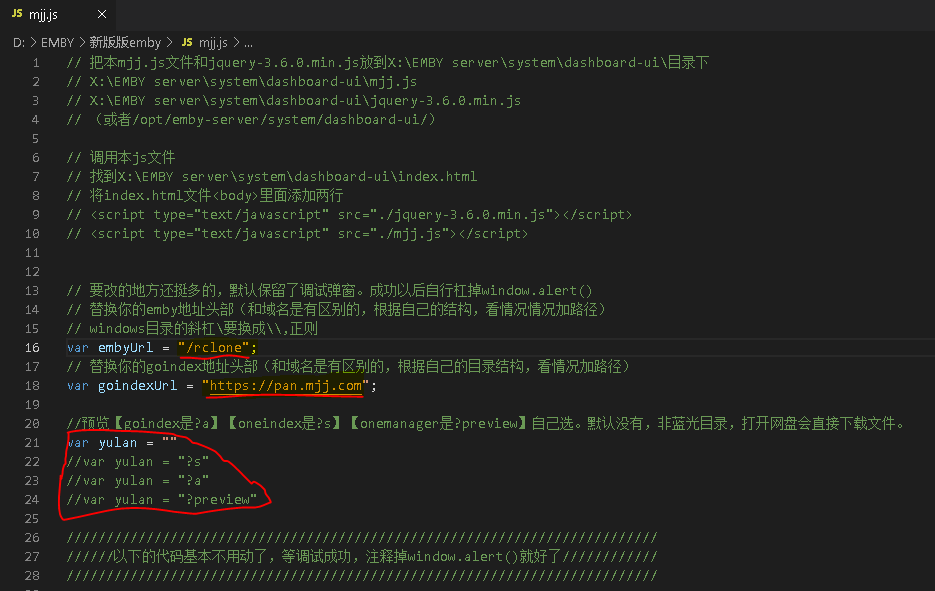 JS mjj.js ×
D: > EMBY > 新版版emby > JS mjj.js > ...
1 // 把本mjj.js文件和jquery-3.6.0.min.js放到X:\EMBY server\system\dashboard-ui\目录下
2 // X:\EMBY server\system\dashboard-ui\mjj.js
3 // X:\EMBY server\system\dashboard-ui\jquery-3.6.0.min.js
4 // （或者/opt/emby-server/system/dashboard-ui/）
5
6 // 调用本js文件
7 // 找到X:\EMBY server\system\dashboard-ui\index.html
8 // 将index.html文件<body>里面添加两行
9 // <script type="text/javascript" src="./jquery-3.6.0.min.js"></script>
10 // <script type="text/javascript" src="./mjj.js"></script>
11
12
13 // 要改的地方还挺多的，默认保留了调试弹窗。成功以后自行杠掉window.alert()
14 // 替换你的emby地址头部（和域名是有区别的，根据自己的结构，看情况情况加路径）
15 // windows目录的斜杠\要换成\\,正则
16 var embyUrl = "/rclone";
17 // 替换你的goindex地址头部（和域名是有区别的，根据自己的目录结构，看情况加路径）
18 var goindexUrl = "https://pan.mjj.com";
19
20 //预览【goindex是?a】【oneindex是?s】【onemanager是?preview】自己选。默认没有，非蓝光目录，打开网盘会直接下载文件。
21 var yulan = ""
22 //var yulan = "?s"
23 //var yulan = "?a"
24 //var yulan = "?preview"
25
26 //////////////////////////////////////////////////////////////////////////
27 //////以下的代码基本不用动了，等调试成功，注释掉window.alert()就好了////////////
28 //////////////////////////////////////////////////////////////////////////